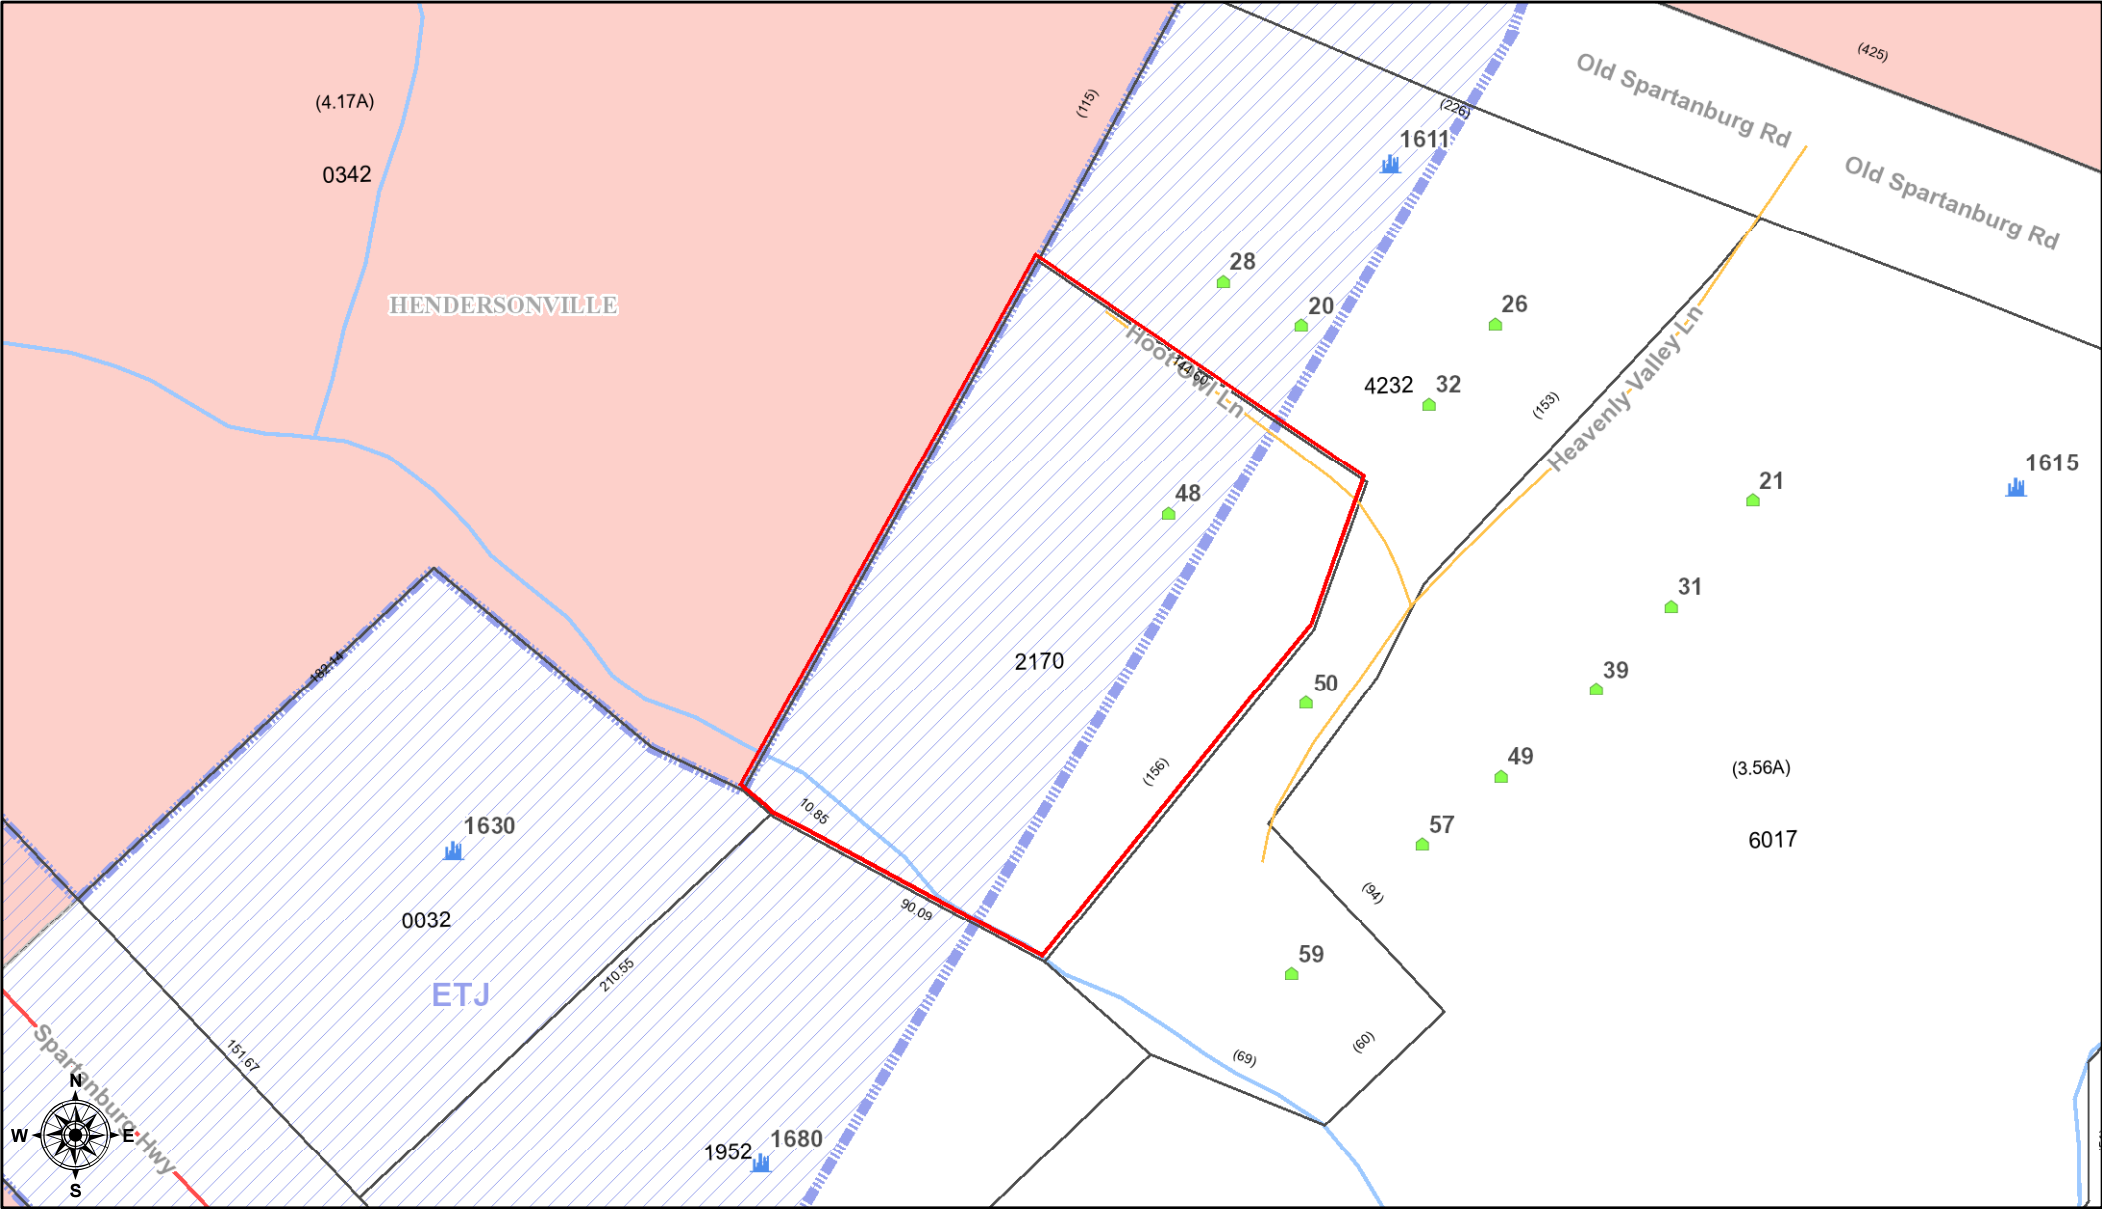 (425)
Old Spartanburg Rd
(4.17A)
(115)
(226)
1611
0342
Old Spartanburg Rd
28
HENDERSONVILLE
20
26
Hoot Owl Ln
144.60
4232
32
(153)
Heavenly Valley Ln
1615
48
21
31
182.14
2170
50
39
(156)
49
(3.56A)
10.85
1630
57
6017
(94)
90.09
0032
59
210.55
ETJ
Spartanburg Hwy
151.67
(69)
(60)
N
W
E
S
1952
1680